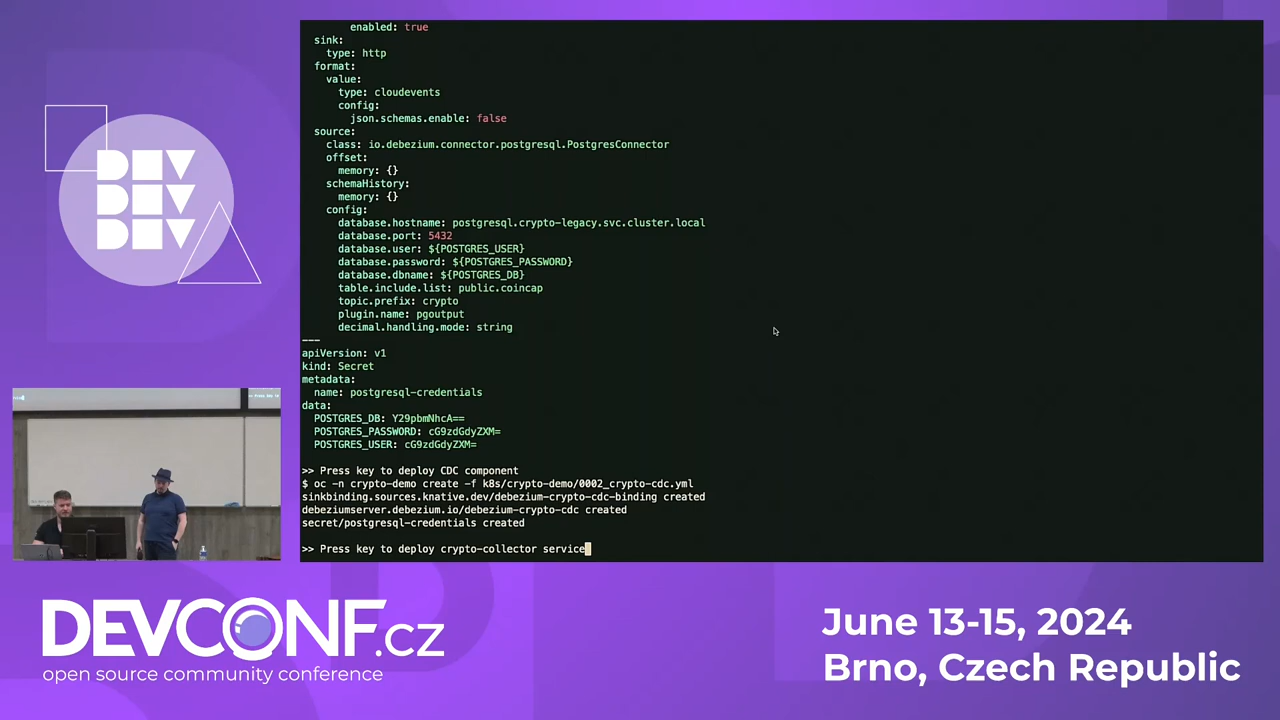 enabled: true
sink:
type: http
format:
value:
type: cloudevents
config:
json.schemas.enable: false
source:
class: io.debezium.connector.postgresql.PostgresConnector
offset:
memory: {}
schemaHistory:
memory: {}
config:
database.hostname: postgresql.crypto-legacy.svc.cluster.local
database.port: 5432
database.user: ${POSTGRES_USER}
database.password: ${POSTGRES_PASSWORD}
database.dbname: ${POSTGRES_DB}
table.include.list: public.coincap
topic.prefix: crypto
plugin.name: pgoutput
decimal.handling.mode: string
---
apiVersion: v1
kind: Secret
metadata:
name: postgresql-credentials
data:
POSTGRES_DB: Y29pbmNhcA==
POSTGRES_PASSWORD: cG9zdGdyZXM=
POSTGRES_USER: cG9zdGdyZXM=
>> Press key to deploy CDC component
$ oc -n crypto-demo create -f k8s/crypto-demo/0002_crypto-cdc.yml
sinkbinding.sources.knative.dev/debezium-crypto-cdc-binding created
debeziumserver.debezium.io/debezium-crypto-cdc created
secret/postgresql-credentials created
>> Press key to deploy crypto-collector service
DEV
DEV
DEV
DEVCONF.cz
open source community conference
June 13-15, 2024
Brno, Czech Republic